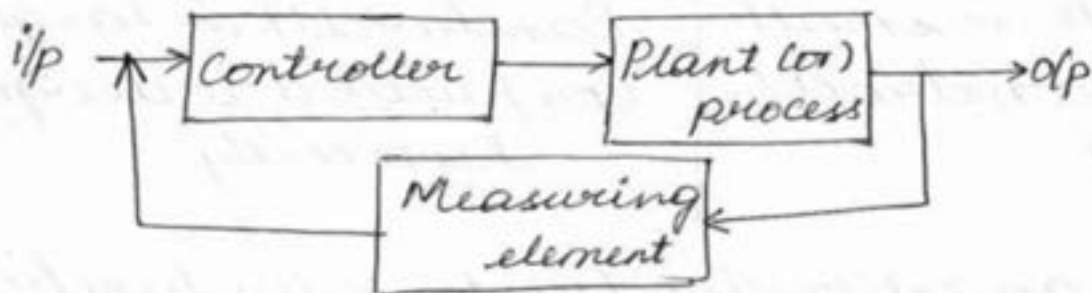 i/p
Controller
Plant (or)
process
o/p
Measuring
element